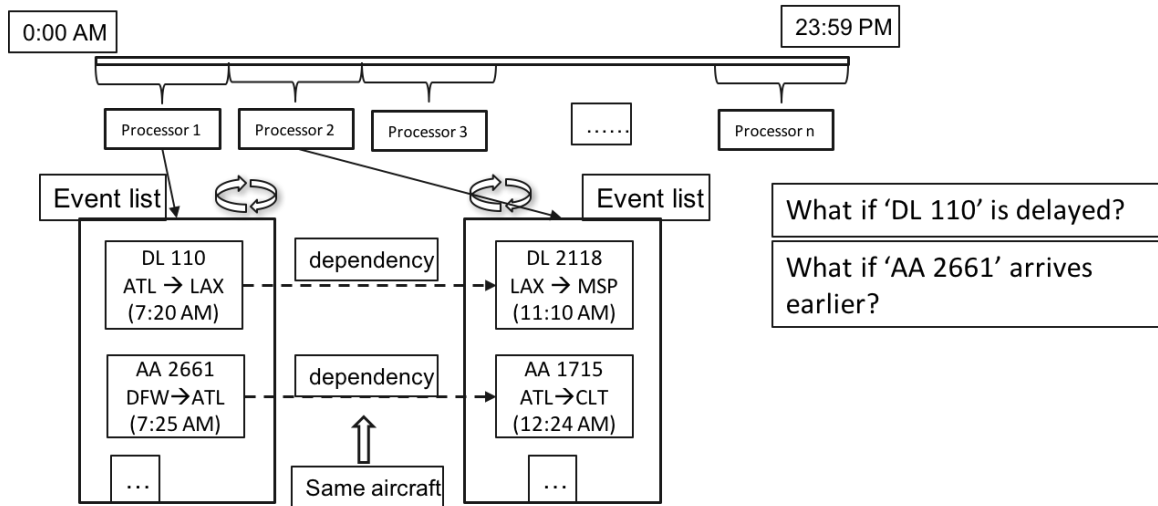 0:00 AM
23:59 PM
Processor 1
Processor 2
Processor 3
……
Processor n
Event list
Event list
DL 110
ATL → LAX
(7:20 AM)
dependency
DL 2118
LAX → MSP
(11:10 AM)
AA 2661
DFW→ATL
(7:25 AM)
dependency
AA 1715
ATL→CLT
(12:24 AM)
…
Same aircraft
…
What if ‘DL 110’ is delayed?
What if ‘AA 2661’ arrives
earlier?